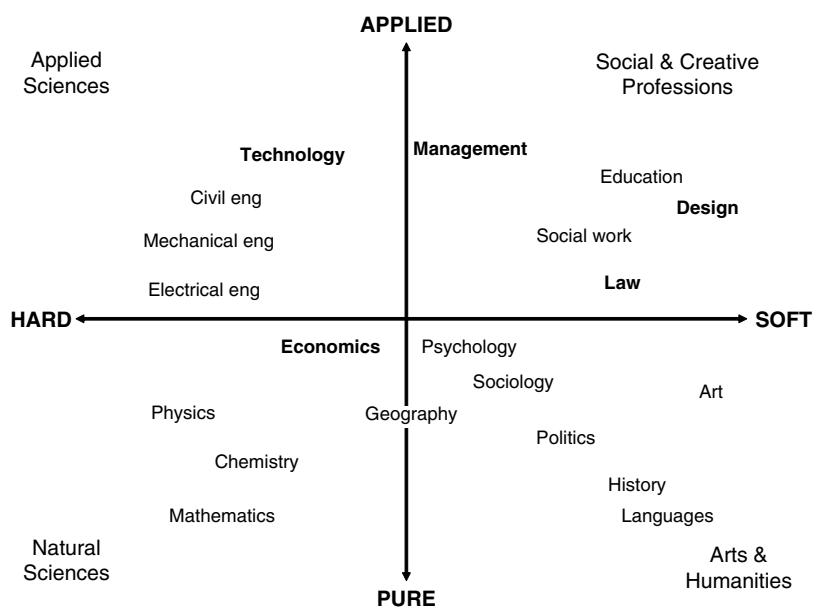 APPLIED
Applied
Sciences
Social & Creative
Professions
Technology
Management
Education
Civil eng
Design
Mechanical eng
Social work
Electrical eng
Law
HARD
SOFT
Economics
Psychology
Sociology
Art
Physics
Geography
Politics
Chemistry
History
Mathematics
Languages
Natural
Sciences
Arts &
Humanities
PURE